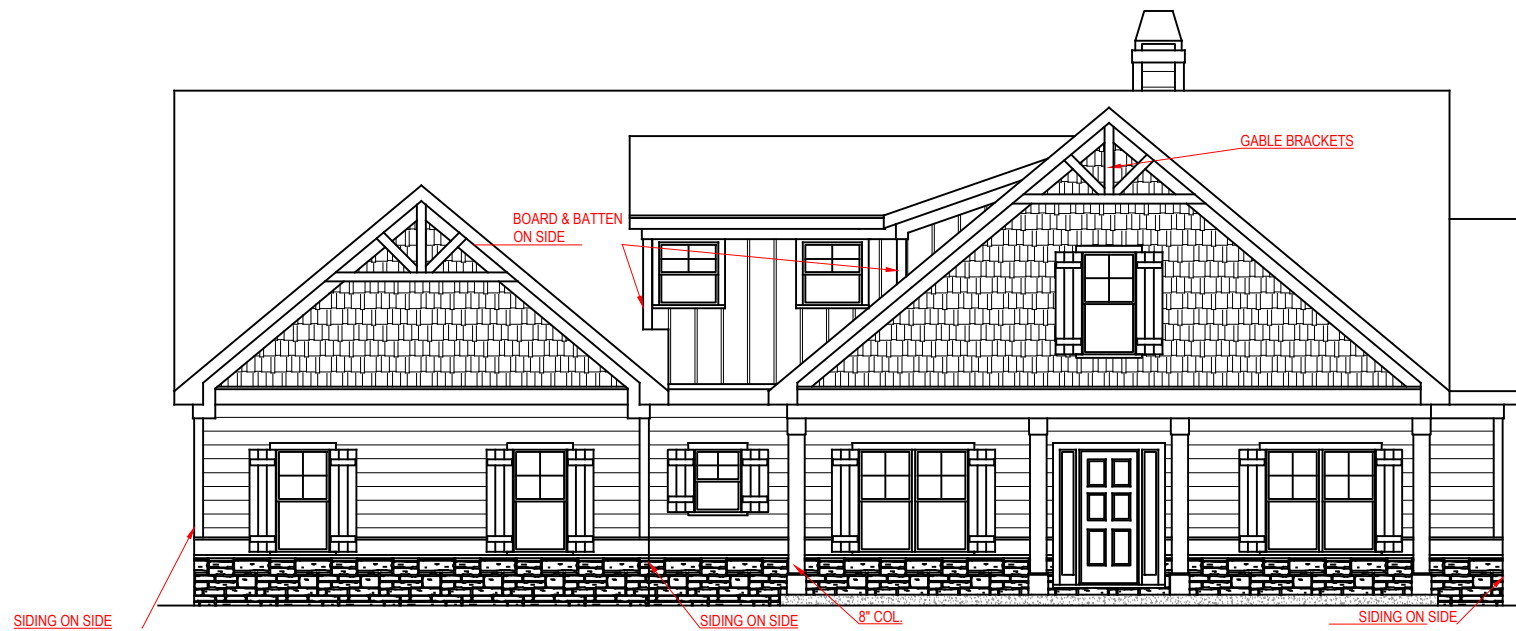 GABLE BRACKETS
BOARD & BATTEN
ON SIDE
SIDING ON SIDE
SIDING ON SIDE
8" COL.
SIDING ON SIDE